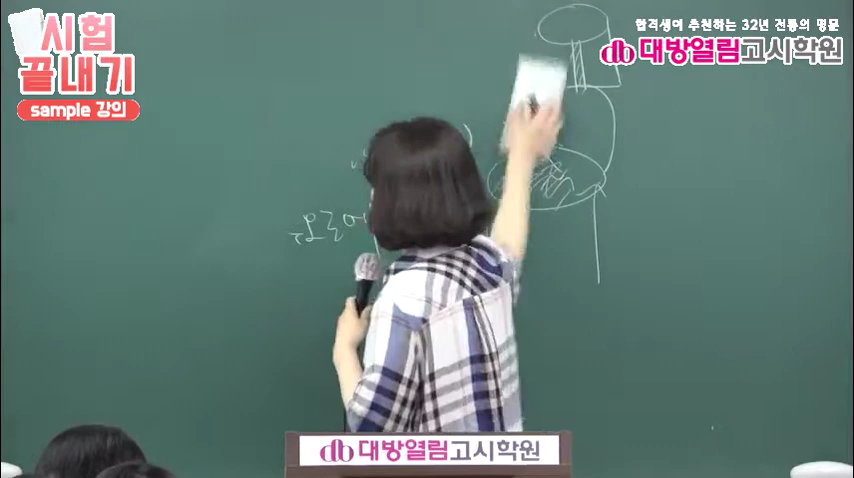 시험
끝내기
sample 강의
합격생이 추천하는 32년 전통의 명문
db 대방열림고시학원
db 대방열림고시학원